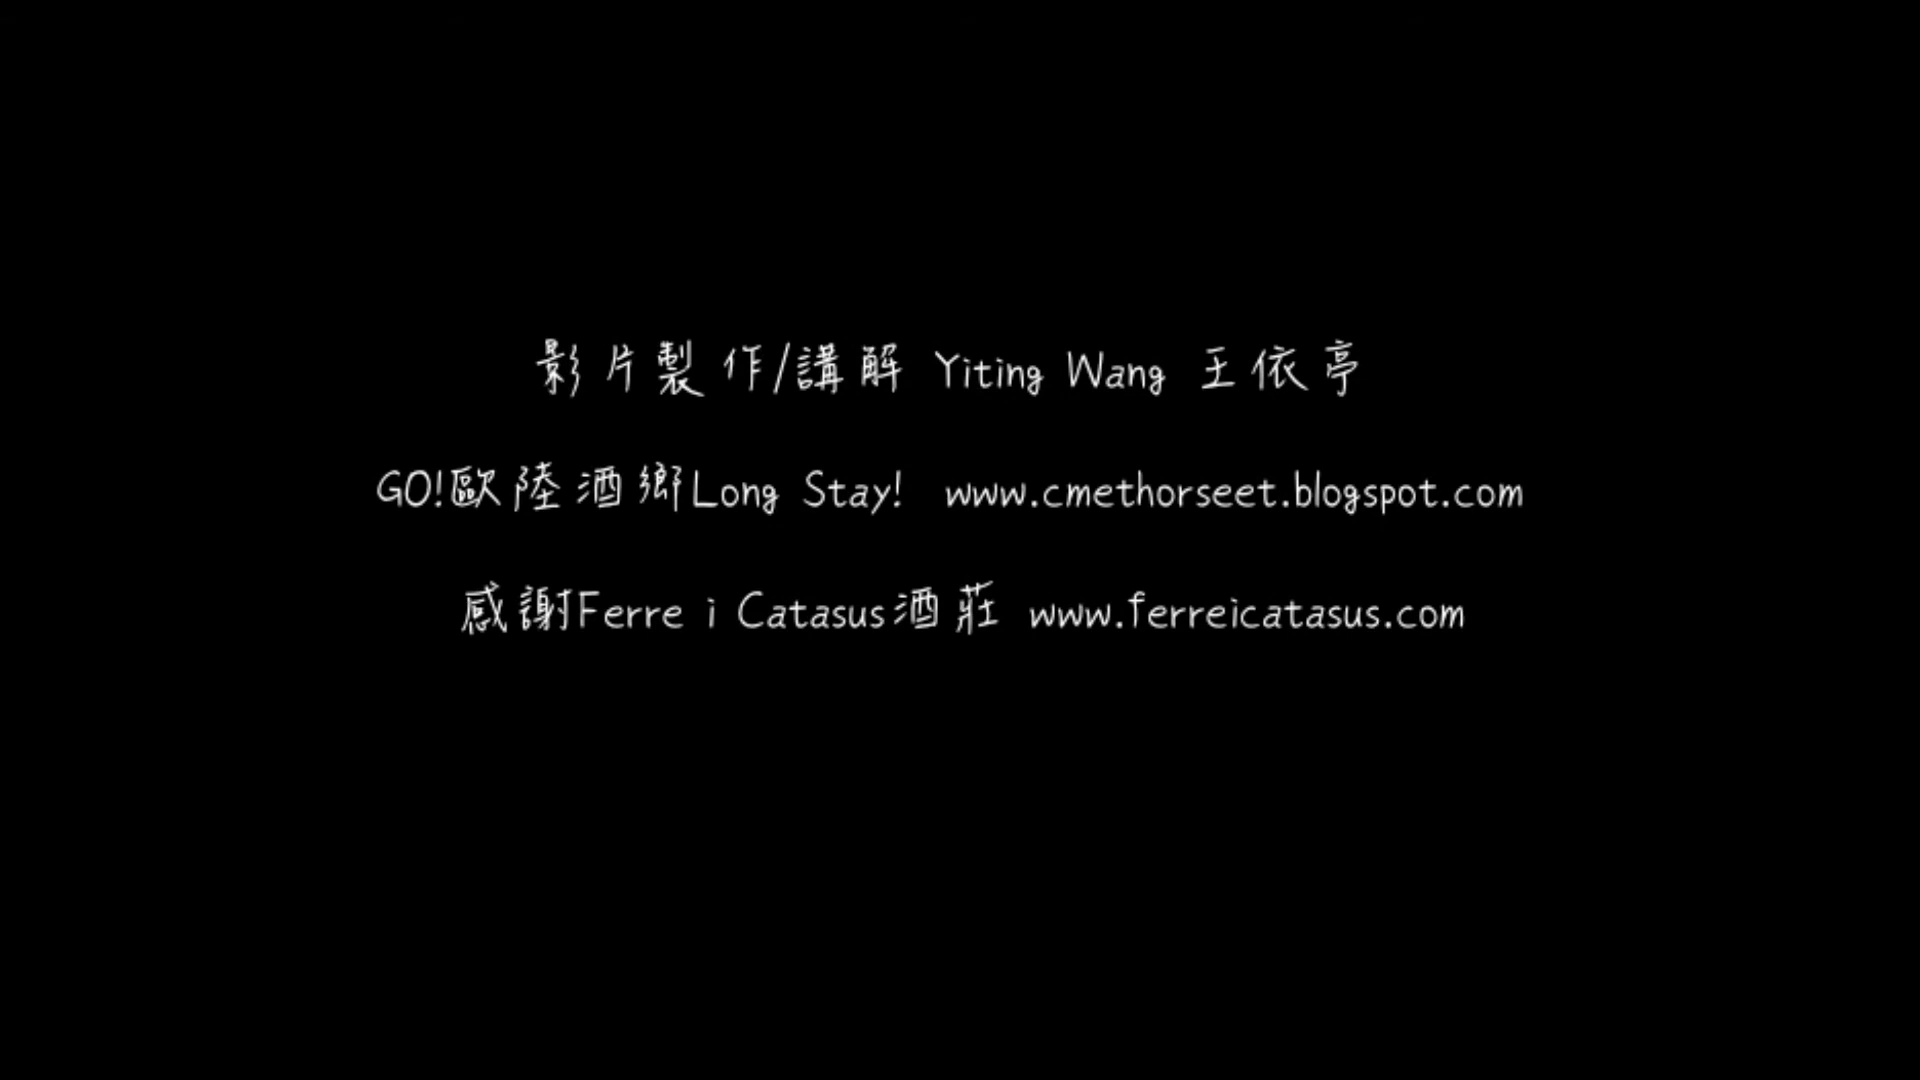 影片製作/講解 Yiting Wang 王依亭
GO!歐陸酒鄉Long Stay! www.cmethorseet.blogspot.com
感謝Ferre i Catasus酒莊 www.ferreicatasus.com